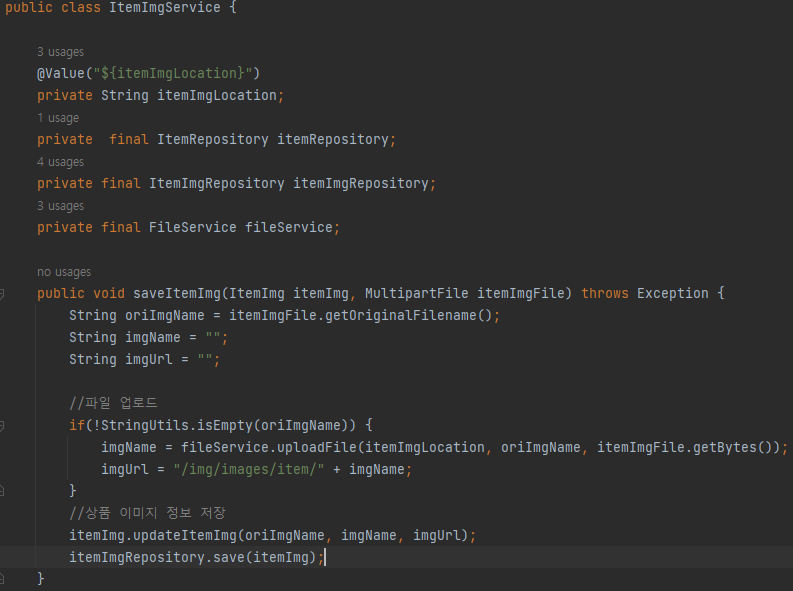 public class ItemImgService {
3 usages
@Value("${itemImgLocation}")
private String itemImgLocation;
1 usage
private  final ItemRepository itemRepository;
4 usages
private final ItemImgRepository itemImgRepository;
3 usages
private final FileService fileService;
no usages
public void saveItemImg(ItemImg itemImg, MultipartFile itemImgFile) throws Exception {
String oriImgName = itemImgFile.getOriginalFilename();
String imgName = "";
String imgUrl = "";
//파일 업로드
if(!StringUtils.isEmpty(oriImgName)) {
imgName = fileService.uploadFile(itemImgLocation, oriImgName, itemImgFile.getBytes());
imgUrl = "/img/images/item/" + imgName;
}
//상품 이미지 정보 저장
itemImg.updateItemImg(oriImgName, imgName, imgUrl);
itemImgRepository.save(itemImg);
}